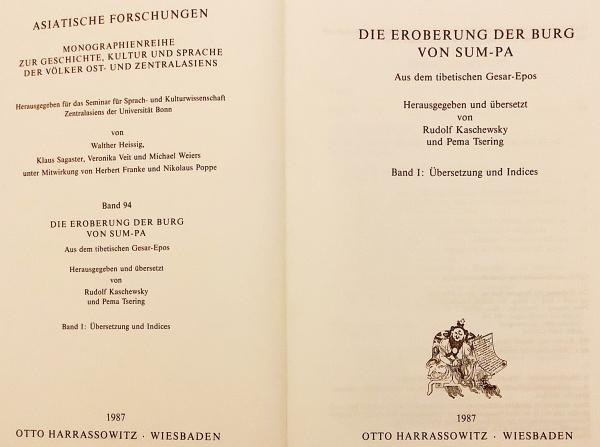 ASIATISCHE FORSCHUNGEN
MONOGRAPHIENREIHE
ZUR GESCHICHTE, KULTUR UND SPRACHE
DER VÖLKER OST- UND ZENTRALASIENS
Herausgegeben für das Seminar für Sprach- und Kulturwissenschaft
Zentralasiens der Universität Bonn
von
Walther Heissig,
Klaus Sagaster, Veronika Veit und Michael Weiers
unter Mitwirkung von Herbert Franke und Nikolaus Poppe
Band 94
DIE EROBERUNG DER BURG
VON SUM-PA
Aus dem tibetischen Gesar-Epos
Herausgegeben und übersetzt
von
Rudolf Kaschewsky
und Pema Tsering
Band I: Übersetzung und Indices
1987
OTTO HARRASSOWITZ · WIESBADEN
DIE EROBERUNG DER BURG
VON SUM-PA
Aus dem tibetischen Gesar-Epos
Herausgegeben und übersetzt
von
Rudolf Kaschewsky
und Pema Tsering
Band I: Übersetzung und Indices
1987
OTTO HARRASSOWITZ · WIESBADEN